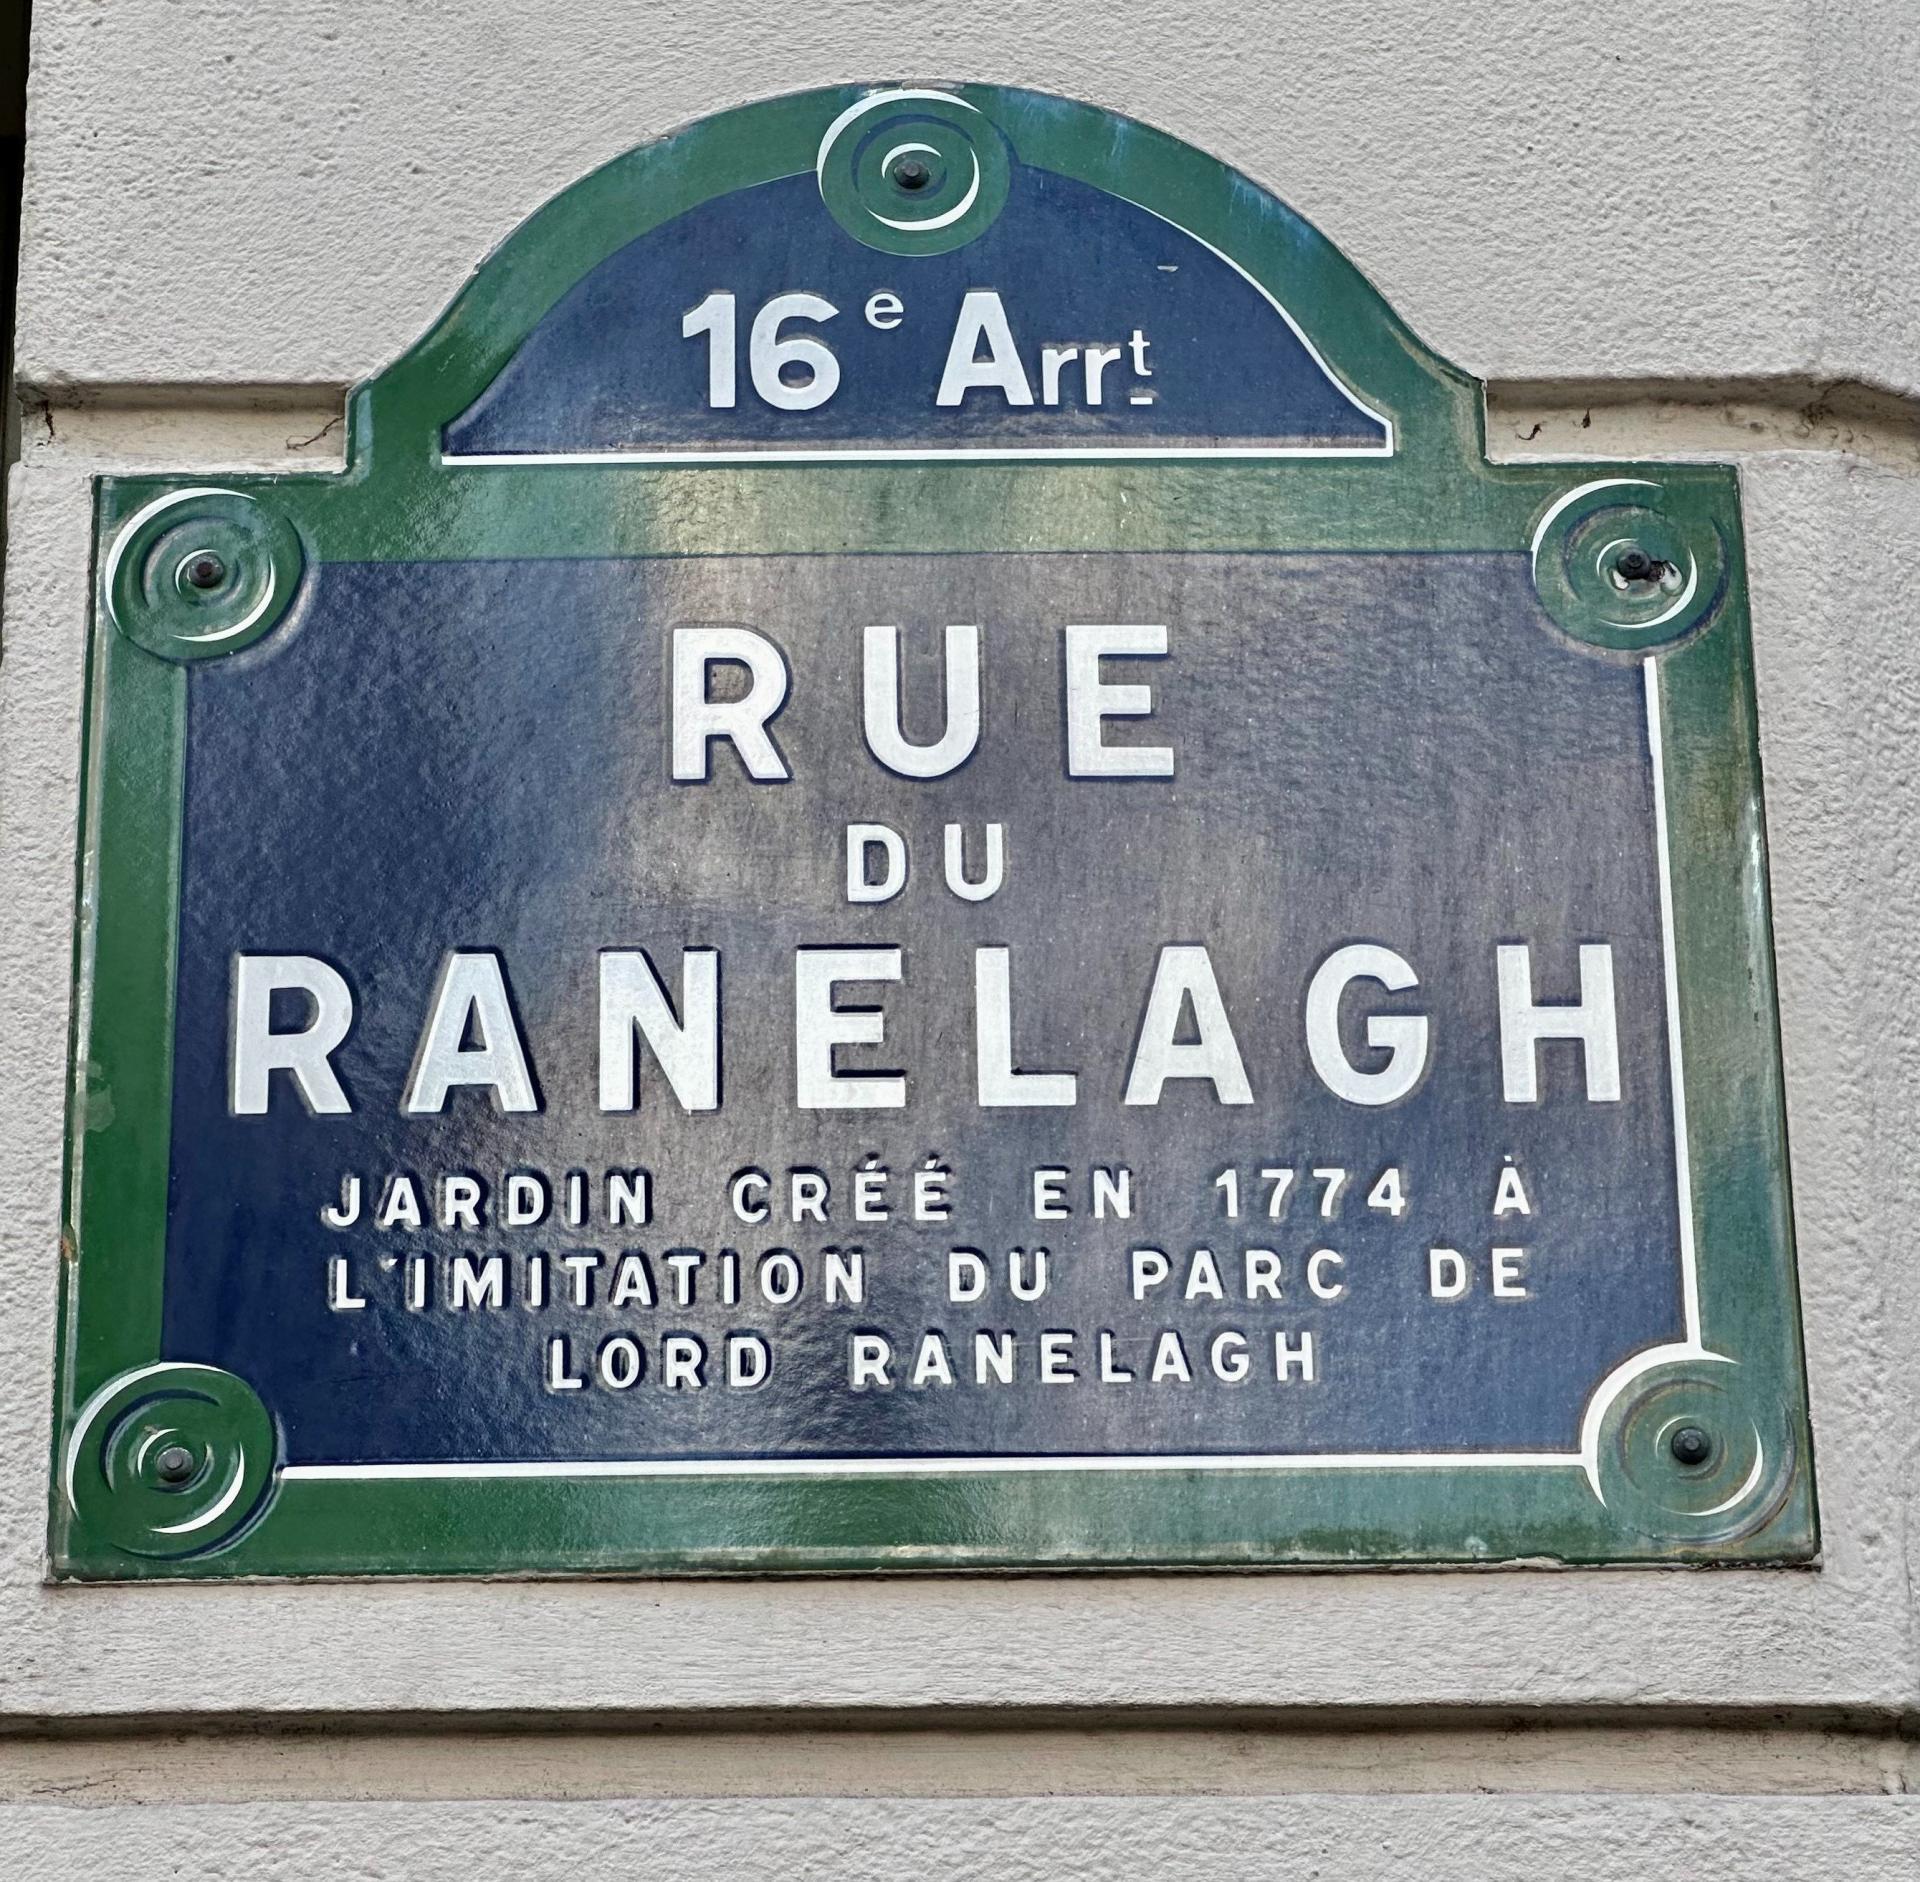 16e Arrt
RUE
DU
RANELAGH
JARDIN CRÉÉ EN 1774 À
L'IMITATION DU PARC DE
LORD RANELAGH